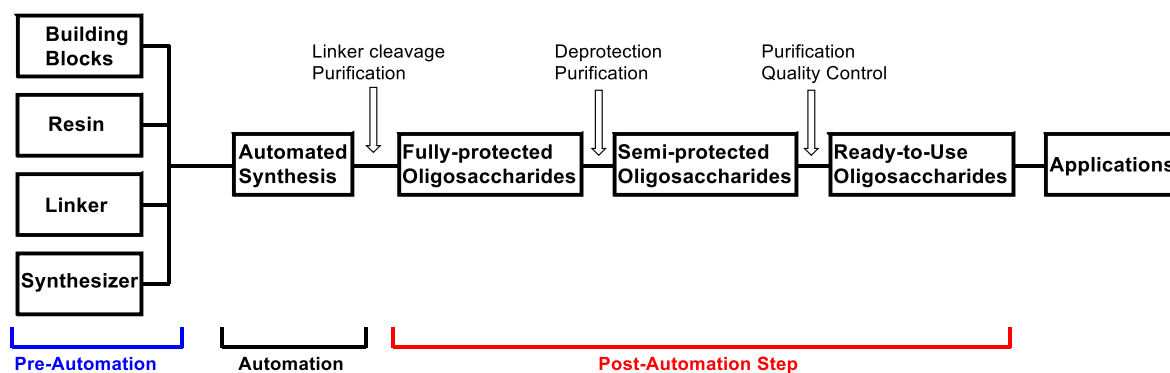 Building
Blocks
Resin
Linker
Synthesizer
Automated
Synthesis
Linker cleavage
Purification
Fully-protected
Oligosaccharides
Deprotection
Purification
Semi-protected
Oligosaccharides
Purification
Quality Control
Ready-to-Use
Oligosaccharides
Applications
Pre-Automation
Automation
Post-Automation Step